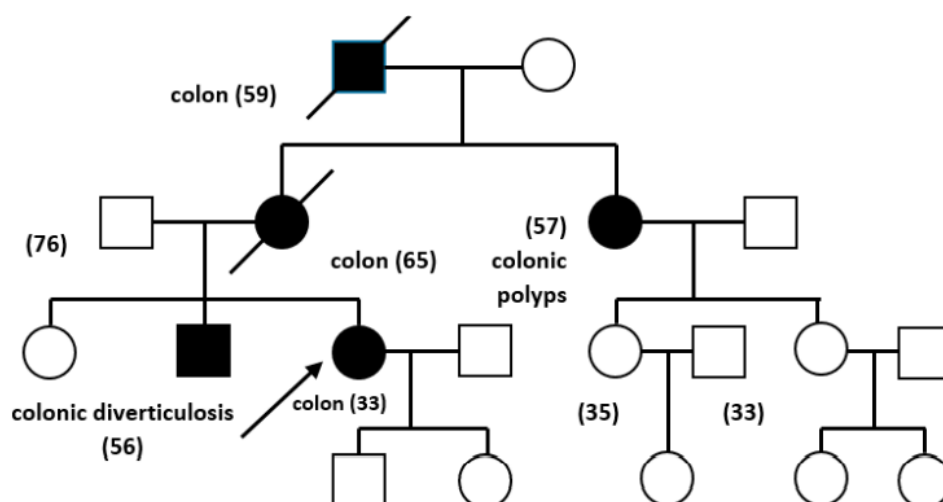 colon (59)
(76)
colon (65)
(57)
colonic
polyps
colonic diverticulosis
(56)
colon (33)
(35)
(33)